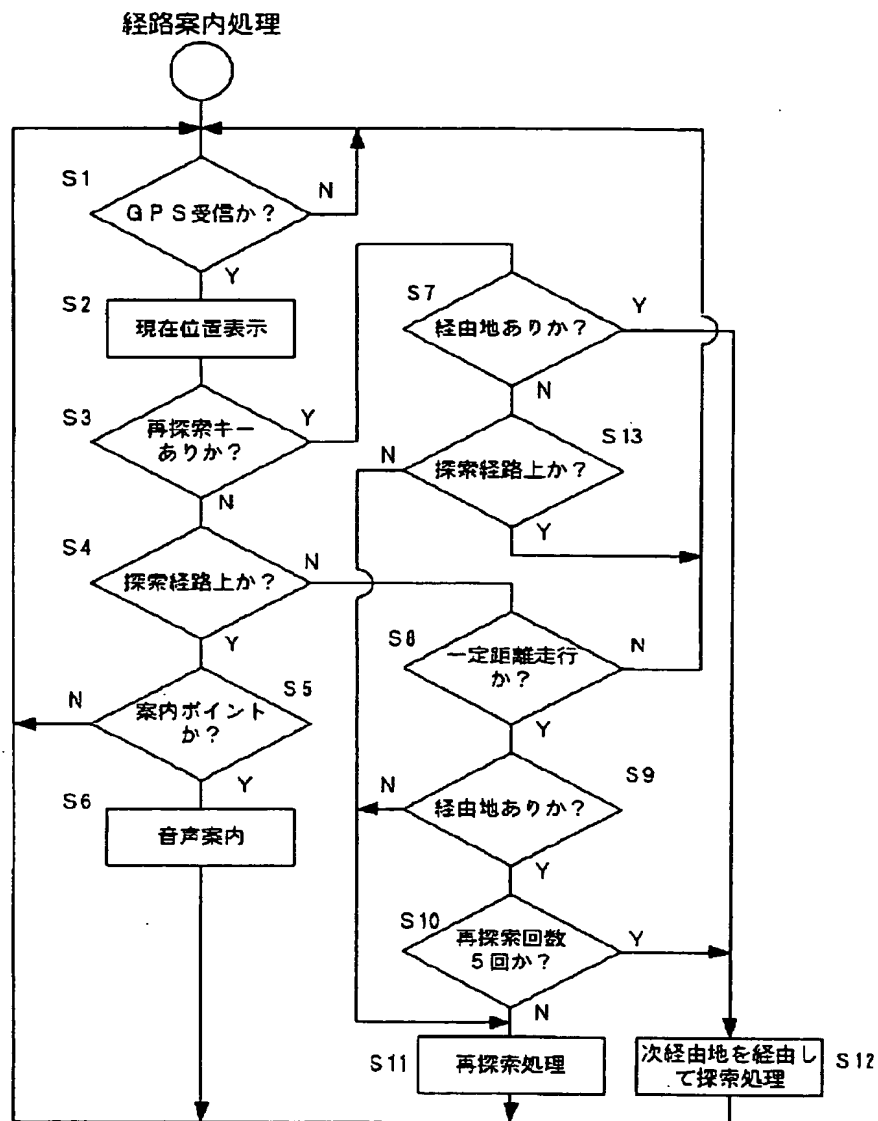 経路案内処理
S1
GPS受信か?
N
Y
S2
現在位置表示
S3
再探索キー
ありか?
Y
N
S4
探索経路上か?
N
Y
S5
案内ポイント
か?
N
Y
S6
音声案内
S7
経由地ありか?
Y
N
S13
探索経路上か?
N
Y
S8
一定距離走行
か?
N
Y
S9
経由地ありか?
N
Y
S10
再探索回数
5回か?
Y
N
S11
再探索処理
次経由地を経由し
て探索処理
S12